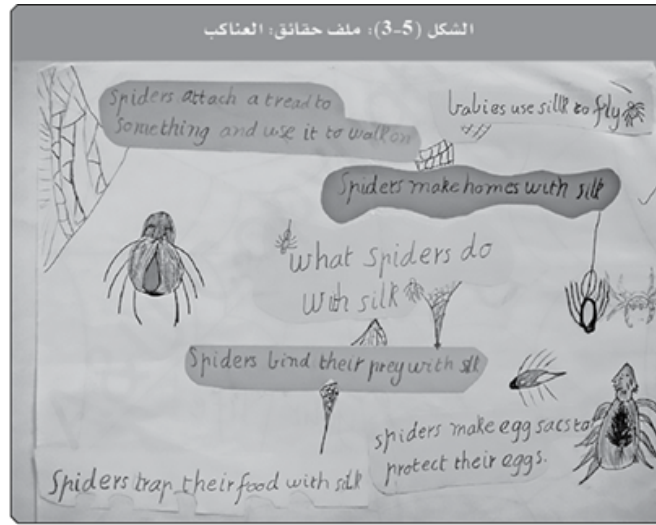 الشكل (5-3): ملف حقائق: العناكب
Spiders attach a tread to
something and use it to walk on
babies use silk to fly
Spiders make homes with silk
what spiders do
with silk
Spiders bind their prey with silk
spiders make egg sacs to
protect their eggs.
Spiders trap their food with silk